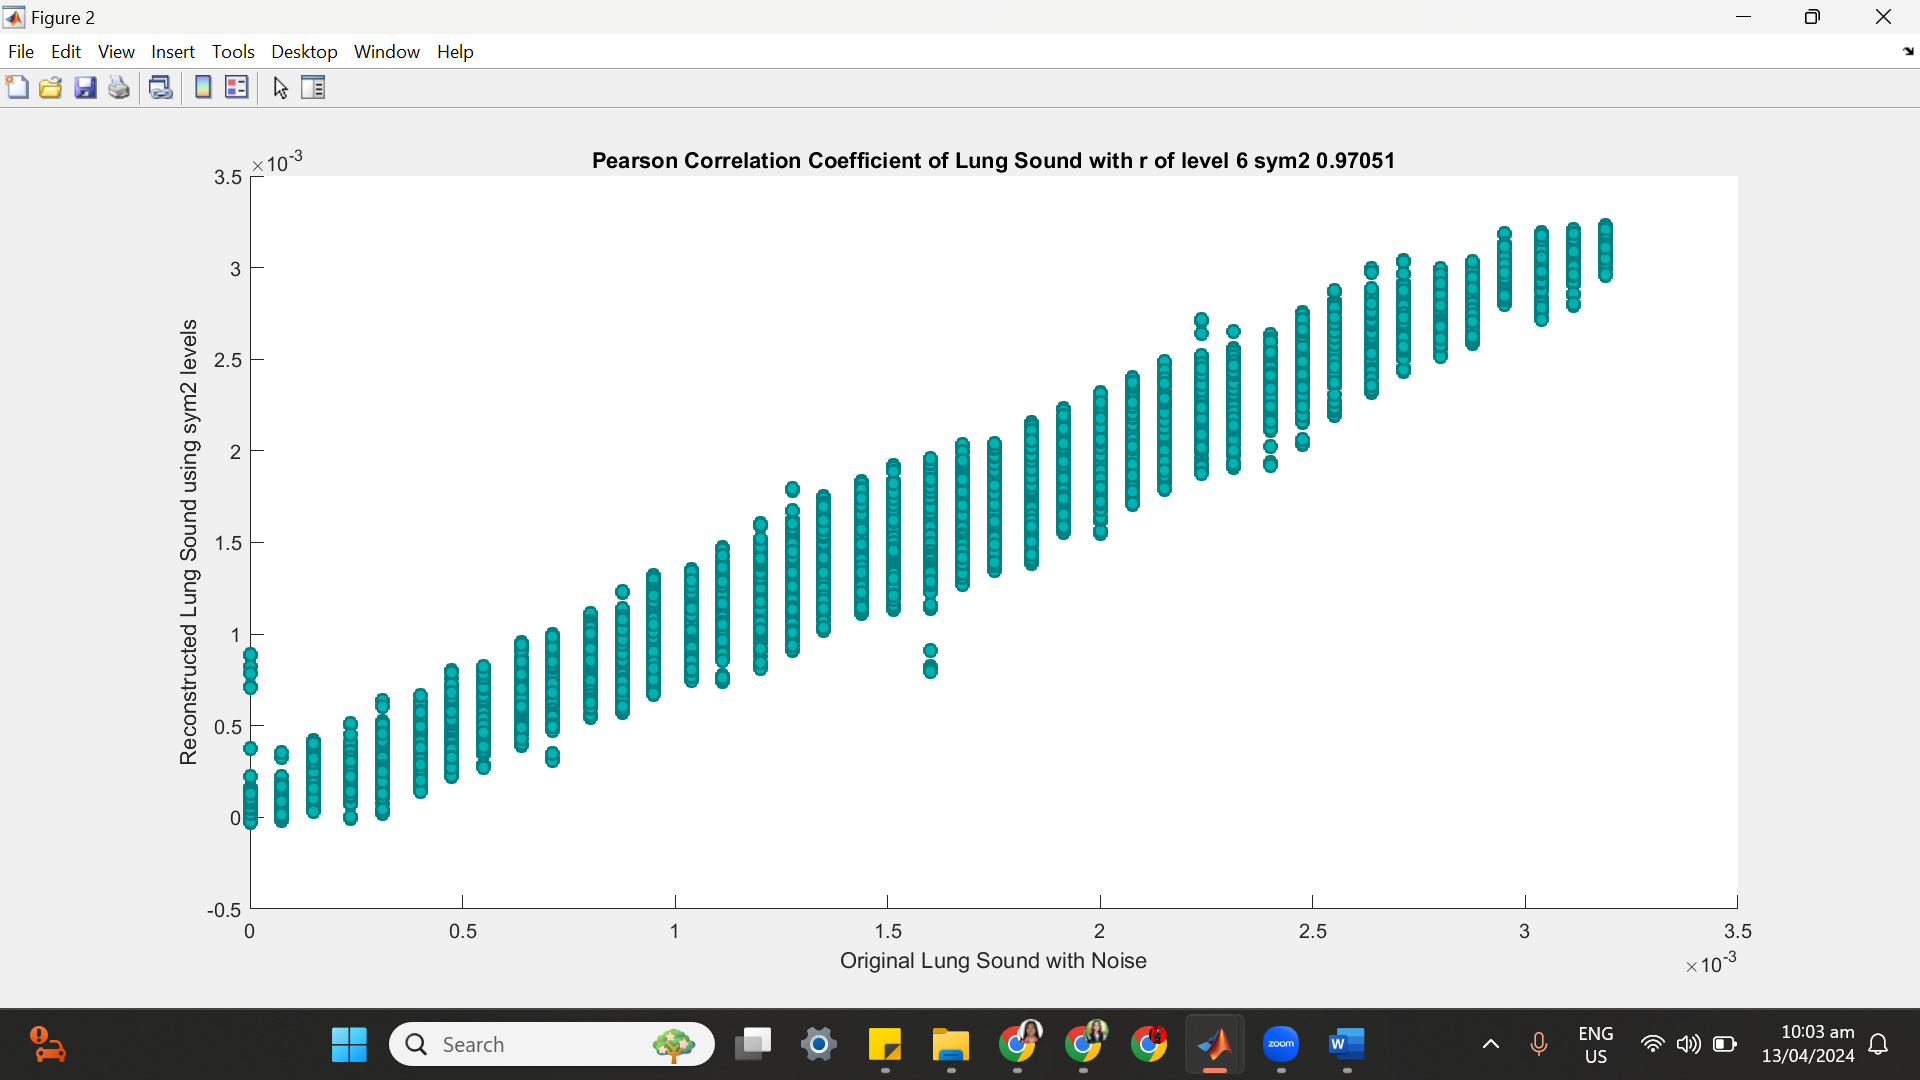 Figure 2
File Edit View Insert Tools Desktop Window Help
Pearson Correlation Coefficient of Lung Sound with r of level 6 sym2 0.97051
×10-3
3.5
3
2.5
2
1.5
1
0.5
0
-0.5
Reconstructed Lung Sound using sym2 levels
0 0.5 1 1.5 2 2.5 3 3.5
Original Lung Sound with Noise
×10-3
Search
zoom
W
ENG
US
10:03 am
13/04/2024